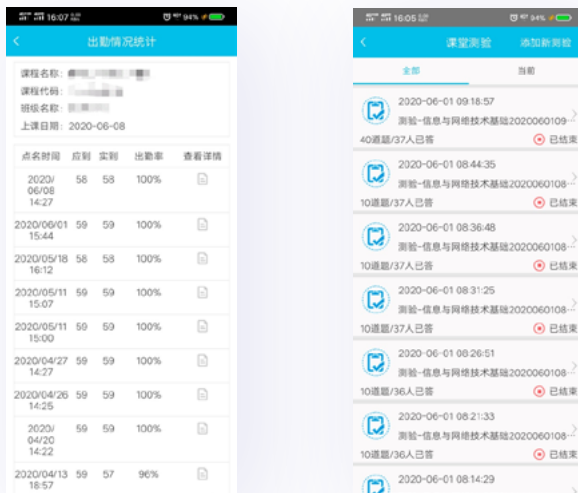 16:07
94%
出勤情况统计
课程名称:
课程代码:
班级名称:
上课日期: 2020-06-08
点名时间 应到 实到 出勤率 查看详情
2020/
06/08
14:27
58 58 100%
2020/06/01
15:44
59 59 100%
2020/05/18
16:12
58 58 100%
2020/05/11
15:07
59 59 100%
2020/05/11
15:00
59 59 100%
2020/04/27
14:27
59 59 100%
2020/04/26
14:25
59 59 100%
2020/
04/20
14:22
59 59 100%
2020/04/13
18:57
59 57 96%
16:05
94%
课堂测验 添加新测验
全部 当前
2020-06-01 09:18:57
测验-信息与网络技术基础2020060109...
40道题/37人已答 已结束
2020-06-01 08:44:35
测验-信息与网络技术基础2020060108...
10道题/37人已答 已结束
2020-06-01 08:36:48
测验-信息与网络技术基础2020060108...
10道题/37人已答 已结束
2020-06-01 08:31:25
测验-信息与网络技术基础2020060108...
10道题/37人已答 已结束
2020-06-01 08:26:51
测验-信息与网络技术基础2020060108...
10道题/36人已答 已结束
2020-06-01 08:21:33
测验-信息与网络技术基础2020060108...
10道题/36人已答 已结束
2020-06-01 08:14:29